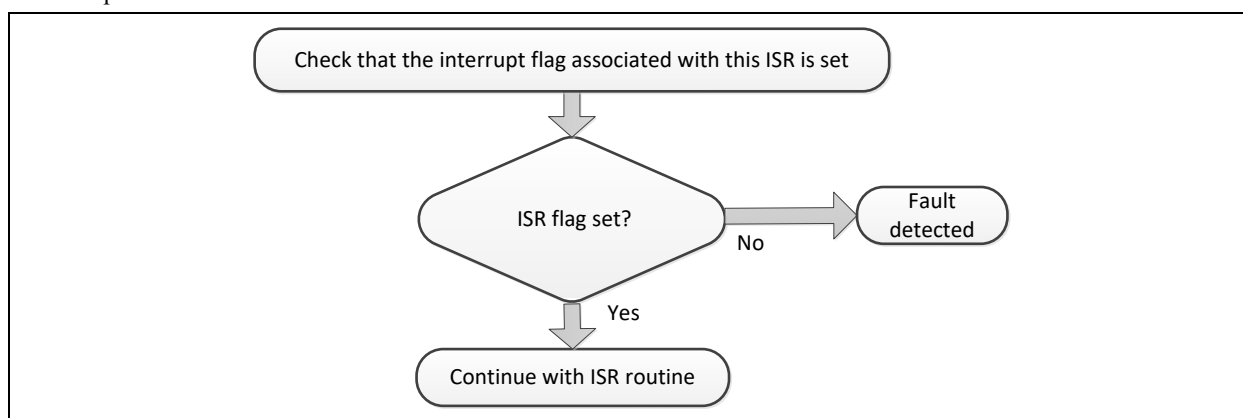 Check that the interrupt flag associated with this ISR is set
ISR flag set?
Fault
detected
No
Yes
Continue with ISR routine